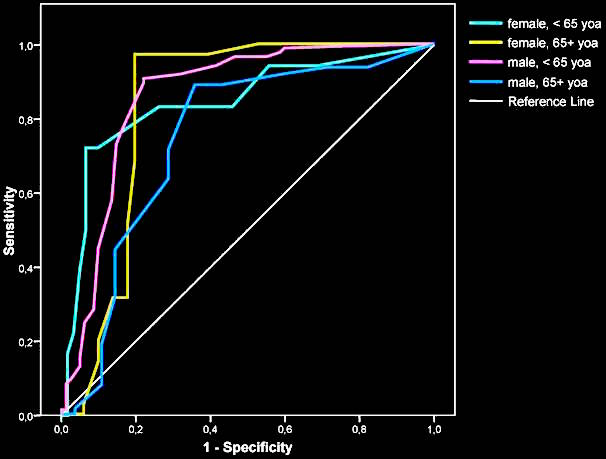 female, < 65 yoa
female, 65+ yoa
male, < 65 yoa
male, 65+ yoa
Reference Line
1,0
0,8
0,6
0,4
0,2
0,0
Sensitivity
0,0 0,2 0,4 0,6 0,8 1,0
1 - Specificity